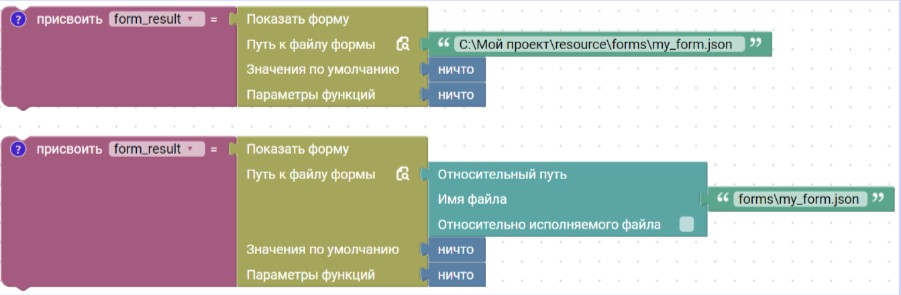 ? присвоить form_result = Показать форму
Путь к файлу формы “ C:\Мой проект\resource\forms\my_form.json ”
Значения по умолчанию ничто
Параметры функций ничто
? присвоить form_result = Показать форму
Путь к файлу формы Относительный путь
Имя файла “ forms\my_form.json ”
Относительно исполняемого файла
Значения по умолчанию ничто
Параметры функций ничто